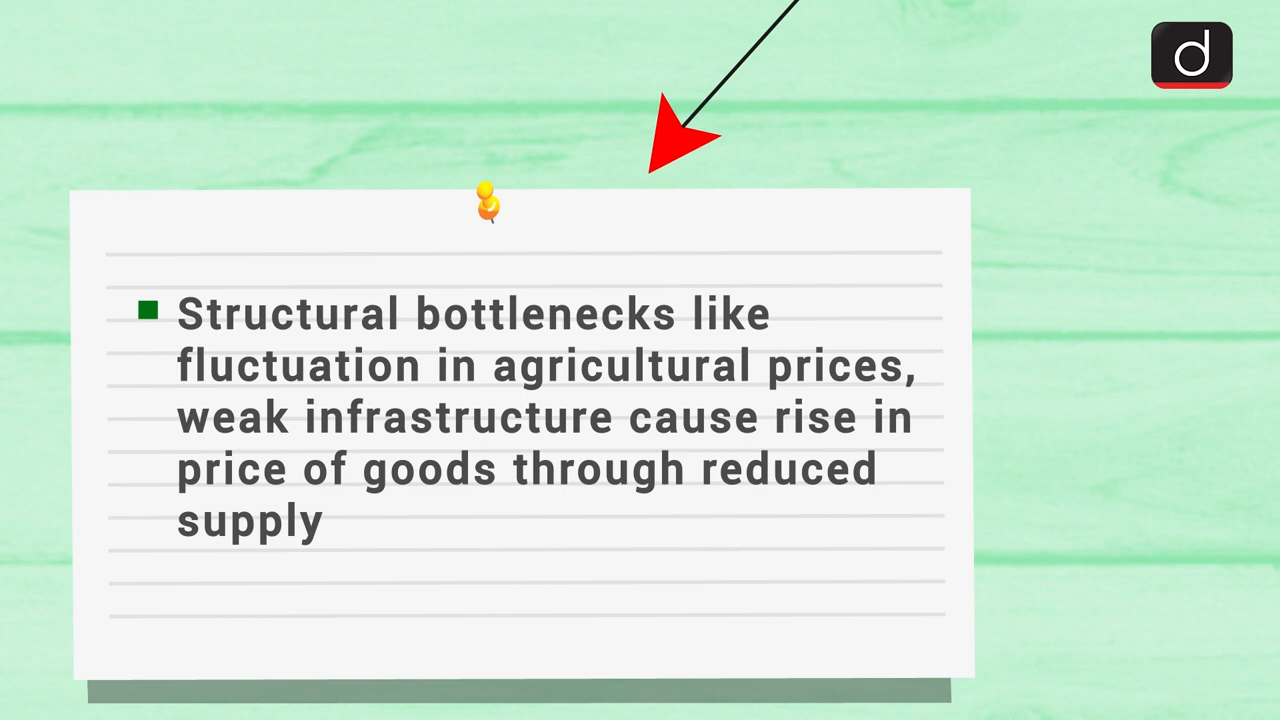 d
Structural bottlenecks like
fluctuation in agricultural prices,
weak infrastructure cause rise in
price of goods through reduced
supply